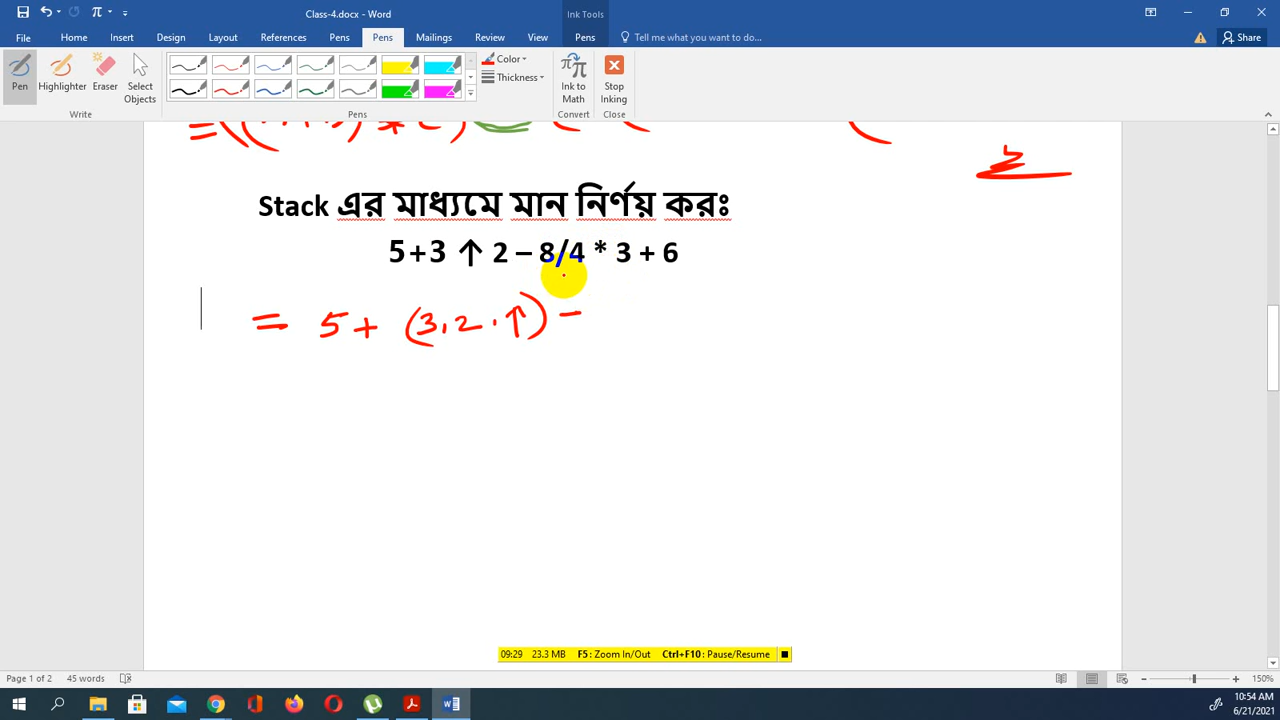 Class-4.docx - Word
Ink Tools
File Home Insert Design Layout References Pens Mailings Review View Pens Tell me what you want to do... Share
Pen Highlighter Eraser Select Objects
Color
Thickness
Ink to Math
Stop Inking
Write Pens Convert Close
Stack এর মাধ্যমে মান নির্ণয় করঃ
5+3 ↑ 2 – 8/4 * 3 + 6
= 5 + (3, 2, ↑) -
09:29 23.3 MB F5: Zoom In/Out Ctrl+F10: Pause/Resume
Page 1 of 2 45 words 150%
10:54 AM
6/21/2021